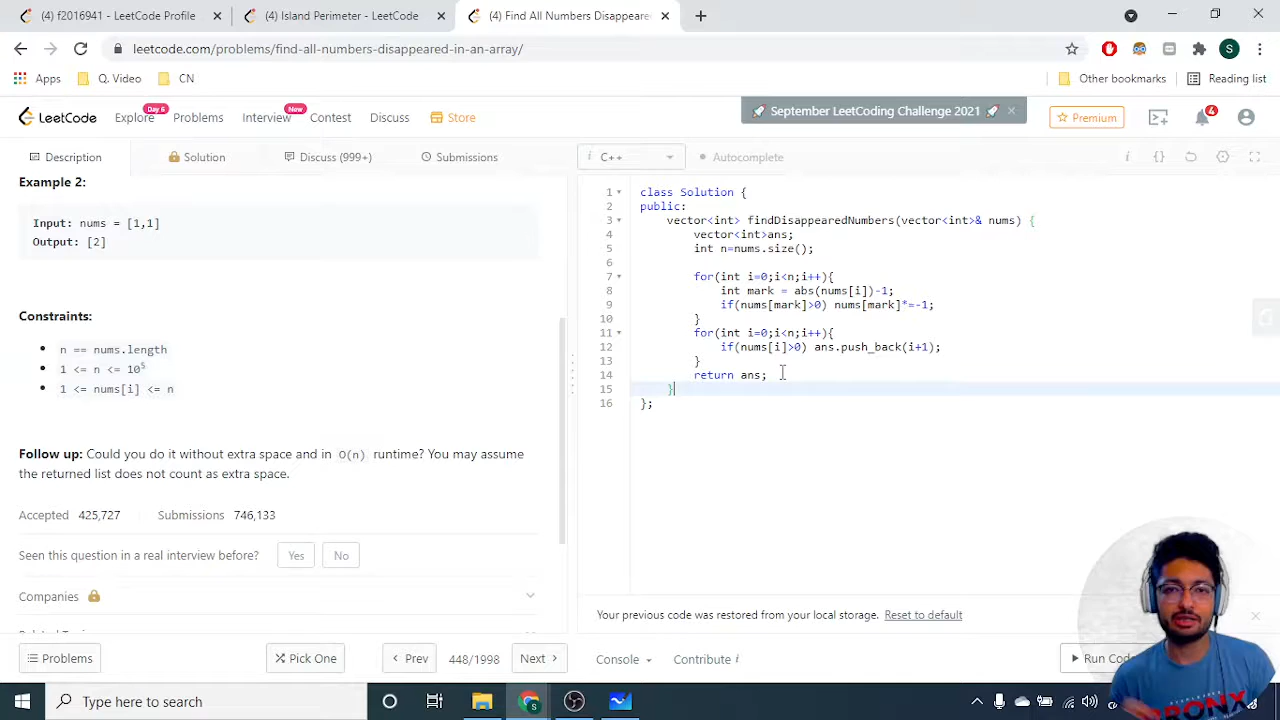 (4) f2016941 - LeetCode Profile
(4) Island Perimeter - LeetCode
(4) Find All Numbers Disappeare
leetcode.com/problems/find-all-numbers-disappeared-in-an-array/
S
Apps
Q. Video
CN
Other bookmarks
Reading list
LeetCode
Explore
Day 6
Problems
Interview
New
Contest
Discuss
Store
🚀 September LeetCoding Challenge 2021 🚀 ×
Premium
4
Description
Solution
Discuss (999+)
Submissions
i C++
Autocomplete
Example 2:
Input: nums = [1,1]
Output: [2]
Constraints:
n == nums.length
1 <= n <= 10⁵
1 <= nums[i] <= n
Follow up: Could you do it without extra space and in O(n) runtime? You may assume
the returned list does not count as extra space.
Accepted 425,727 Submissions 746,133
Seen this question in a real interview before? Yes No
Companies
1 class Solution {
2 public:
3 vector<int> findDisappearedNumbers(vector<int>& nums) {
4 vector<int>ans;
5 int n=nums.size();
6
7 for(int i=0;i<n;i++){
8 int mark = abs(nums[i])-1;
9 if(nums[mark]>0) nums[mark]*=-1;
10 }
11 for(int i=0;i<n;i++){
12 if(nums[i]>0) ans.push_back(i+1);
13 }
14 return ans;
15 }
16 };
Your previous code was restored from your local storage. Reset to default
Problems
Pick One
Prev
448/1998
Next
Console
Contribute i
Run Cod
Type here to search